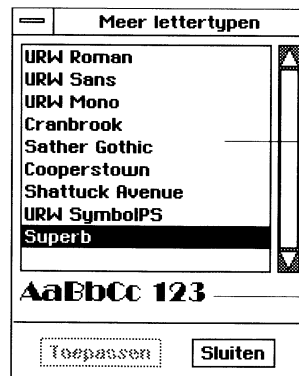 Meer lettertypen
URW Roman
URW Sans
URW Mono
Cranbrook
Sather Gothic
Cooperstown
Shattuck Avenue
URW SymbolPS
Superb
AaBbCc 123
Toepassen Sluiten